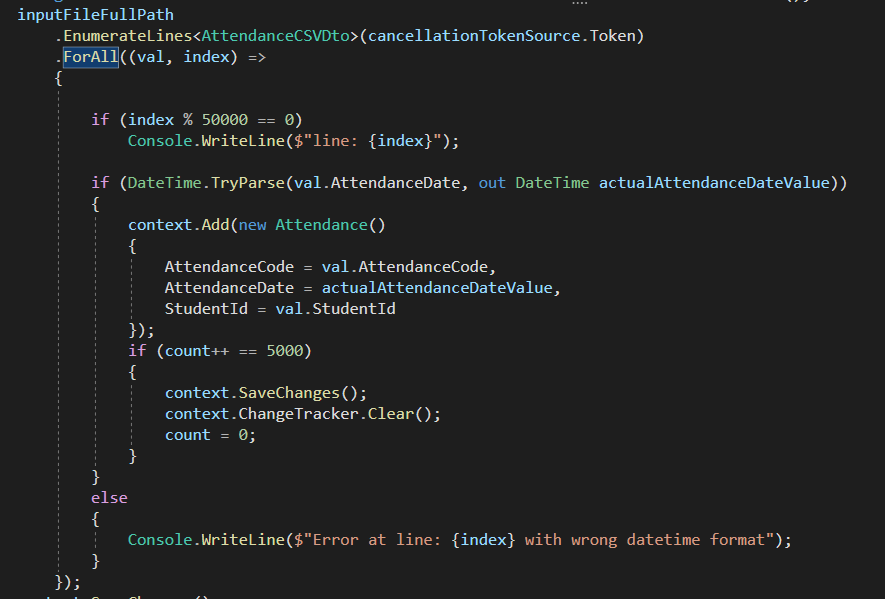 inputFileFullPath
.EnumerateLines<AttendanceCSVDto>(cancellationTokenSource.Token)
.ForAll((val, index) =>
{
if (index % 50000 == 0)
Console.WriteLine($"line: {index}");
if (DateTime.TryParse(val.AttendanceDate, out DateTime actualAttendanceDateValue))
{
context.Add(new Attendance()
{
AttendanceCode = val.AttendanceCode,
AttendanceDate = actualAttendanceDateValue,
StudentId = val.StudentId
});
if (count++ == 5000)
{
context.SaveChanges();
context.ChangeTracker.Clear();
count = 0;
}
}
else
{
Console.WriteLine($"Error at line: {index} with wrong datetime format");
}
});